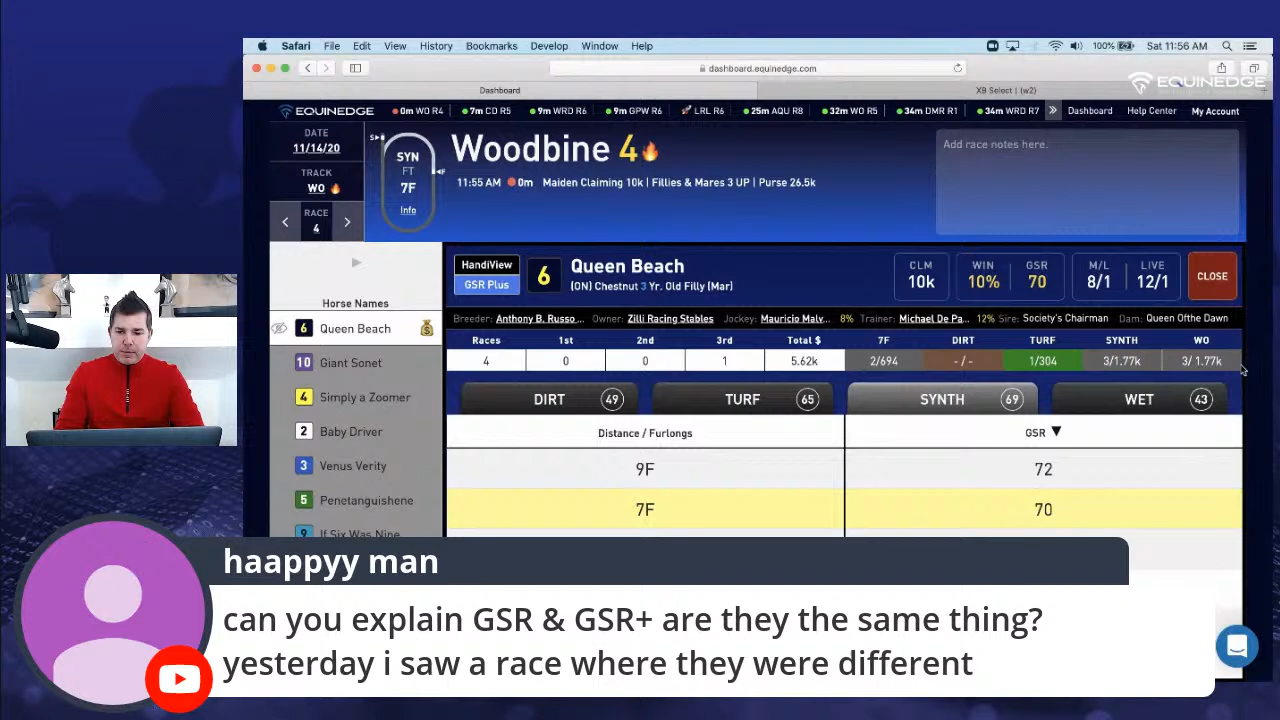 Safari File Edit View History Bookmarks Develop Window Help 100% Sat 11:56 AM
dashboard.equinedge.com
Dashboard XB Select | (w2)
EQUINEDGE
EQUINEDGE 0m WO R4 7m CD R5 9m WRD R6 9m GPW R6 LRL R6 25m AQU R8 32m WO R5 34m DMR R1 34m WRD R7 Dashboard Help Center My Account
DATE
11/14/20
TRACK
WO
RACE
4
S
SYN
FT
7F
Info
F
Woodbine 4
11:55 AM 0m Maiden Claiming 10k | Fillies & Mares 3 UP | Purse 26.5k
Add race notes here.
HandiView
GSR Plus
6
Queen Beach
(ON) Chestnut 3 Yr. Old Filly (Mar)
CLM
10k
WIN
10%
GSR
70
M/L
8/1
LIVE
12/1
CLOSE
Breeder: Anthony B. Russo ... Owner: Zilli Racing Stables Jockey: Mauricio Malv... 8% Trainer: Michael De Pa... 12% Sire: Society's Chairman Dam: Queen Ofthe Dawn
Races 1st 2nd 3rd Total $ 7F DIRT TURF SYNTH WO
4 0 0 1 5.62k 2/694 - / - 1/304 3/1.77k 3/ 1.77k
DIRT 49 TURF 65 SYNTH 69 WET 43
Distance / Furlongs GSR ▼
9F 72
7F 70
Horse Names
6 Queen Beach
10 Giant Sonet
4 Simply a Zoomer
2 Baby Driver
3 Venus Verity
5 Penetanguishene
9 If Six Was Nine
haappyy man
can you explain GSR & GSR+ are they the same thing?
yesterday i saw a race where they were different